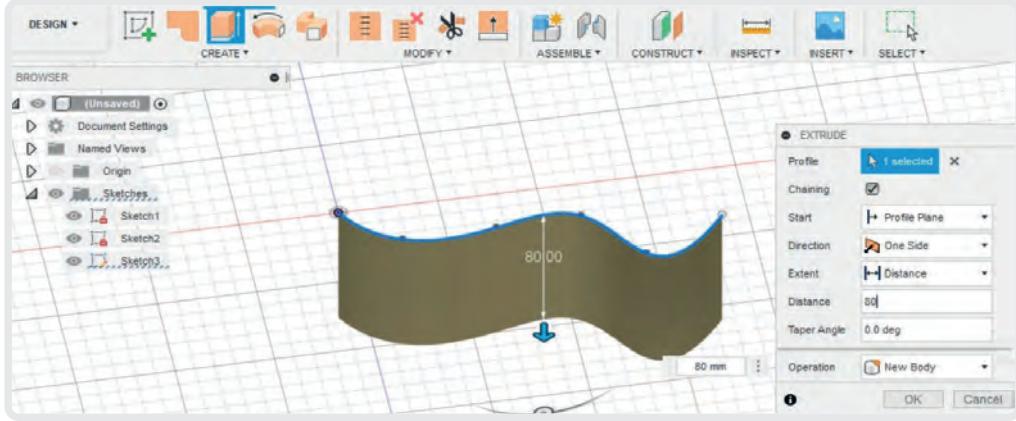 DESIGN
CREATE
MODIFY
ASSEMBLE
CONSTRUCT
INSPECT
INSERT
SELECT
BROWSER
(Unsaved)
Document Settings
Named Views
Origin
Sketches
Sketch1
Sketch2
Sketch3
80.00
80 mm
EXTRUDE
Profile 1 selected
Chaining
Start Profile Plane
Direction One Side
Extent Distance
Distance 80
Taper Angle 0.0 deg
Operation New Body
OK Cancel